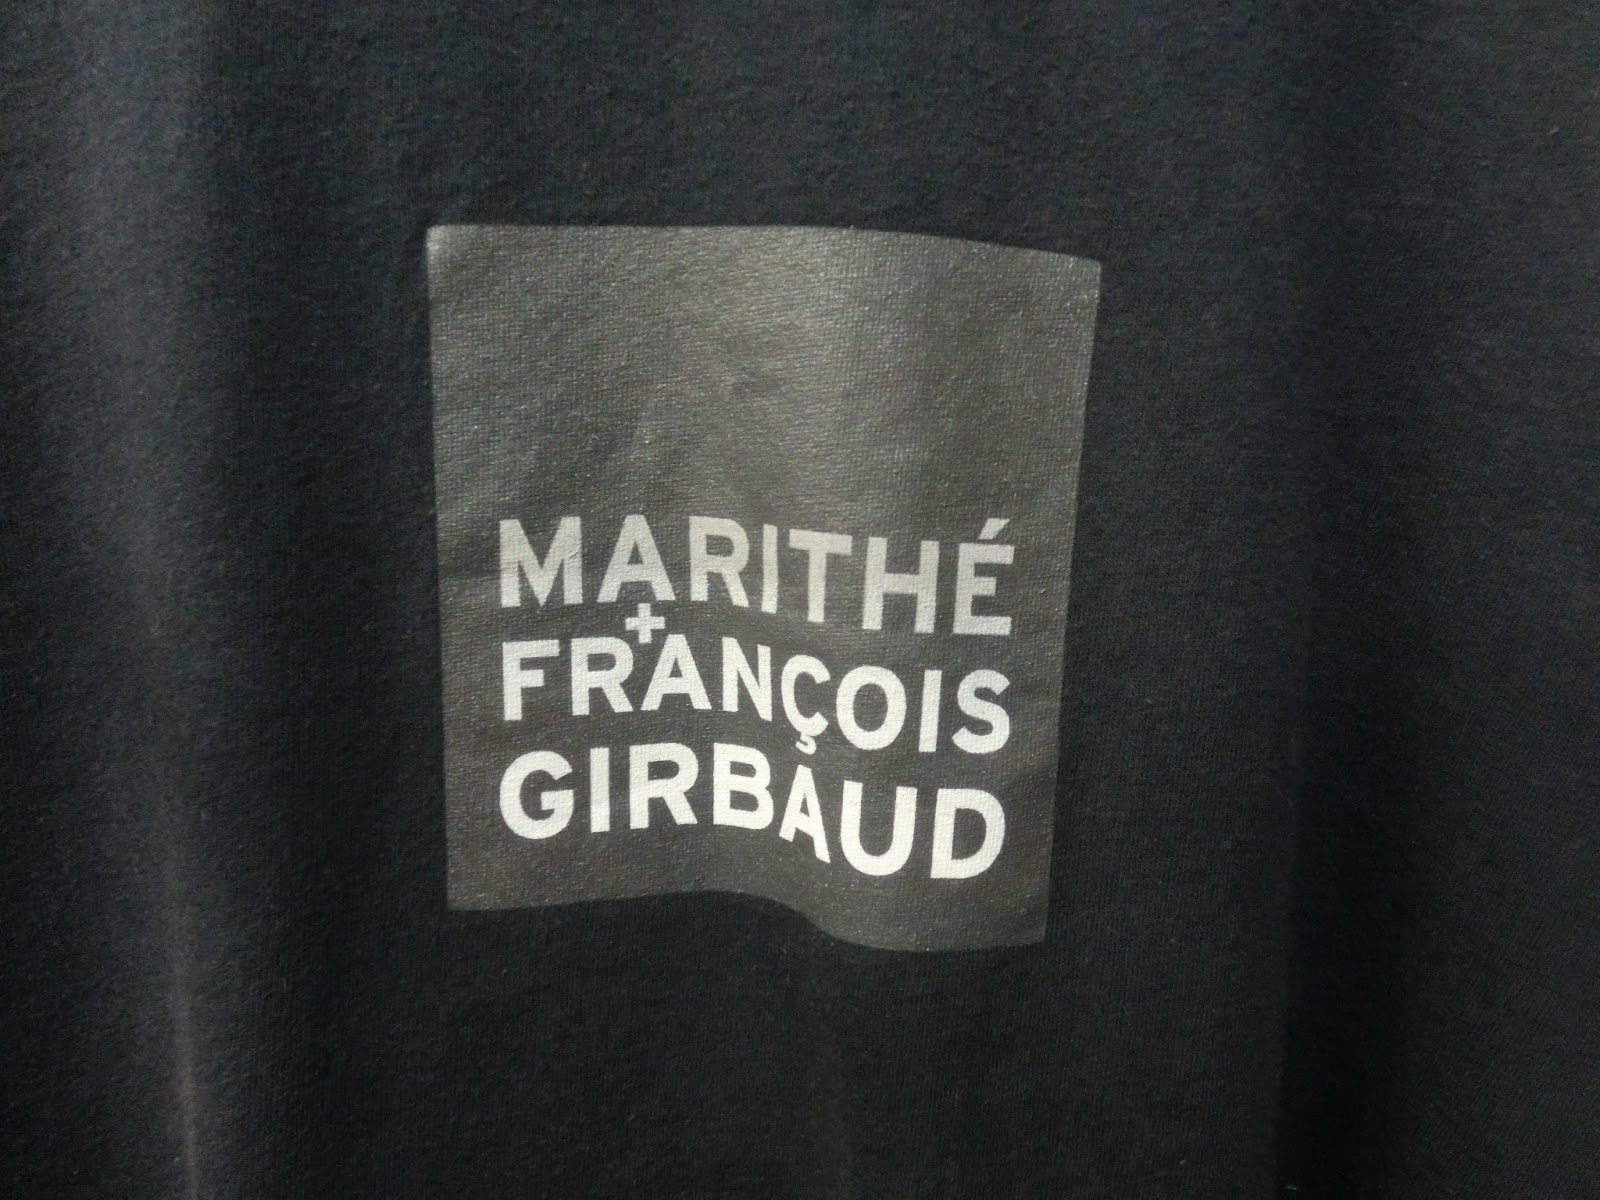 MARITHÉ
+
FRANÇOIS
GIRBAUD